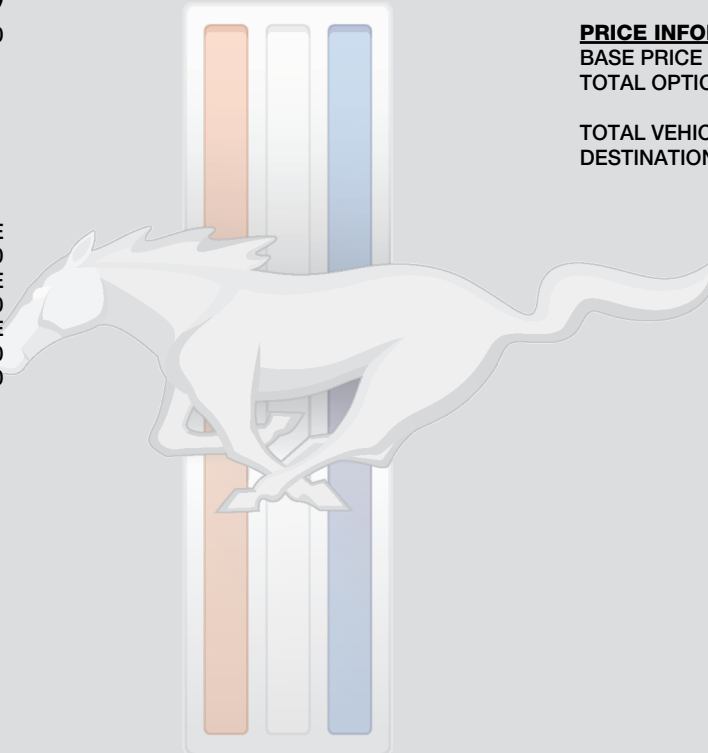 PRICE INFO
BASE PRICE
TOTAL OPTIO
TOTAL VEHIC
DESTINATION